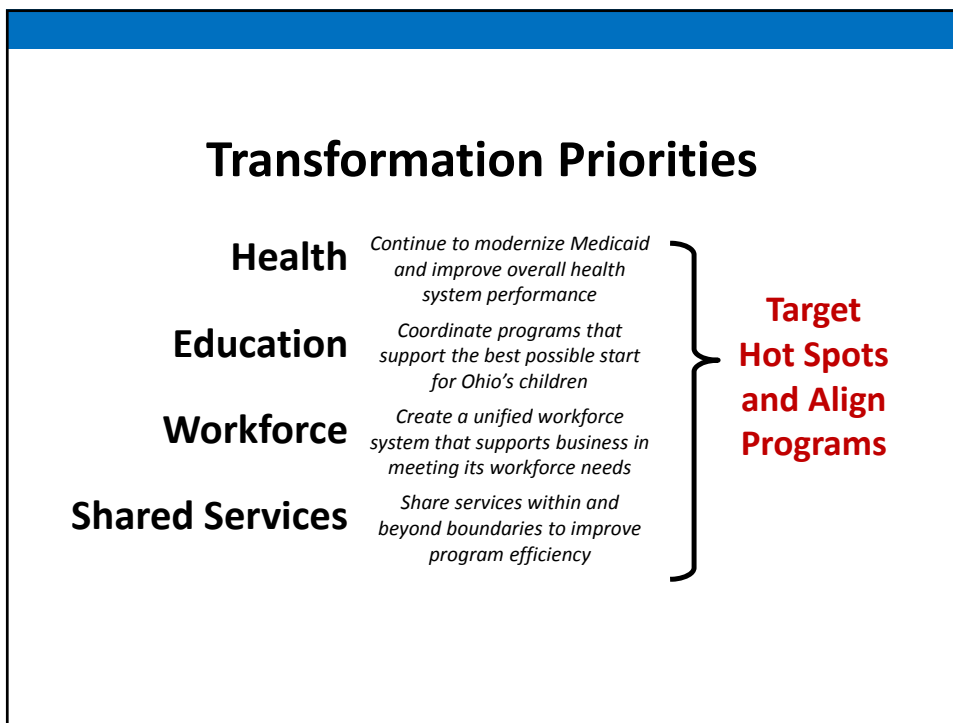 Transformation Priorities
Health
Continue to modernize Medicaid
and improve overall health
system performance
Education
Coordinate programs that
support the best possible start
for Ohio’s children
Workforce
Create a unified workforce
system that supports business in
meeting its workforce needs
Shared Services
Share services within and
beyond boundaries to improve
program efficiency
Target
Hot Spots
and Align
Programs